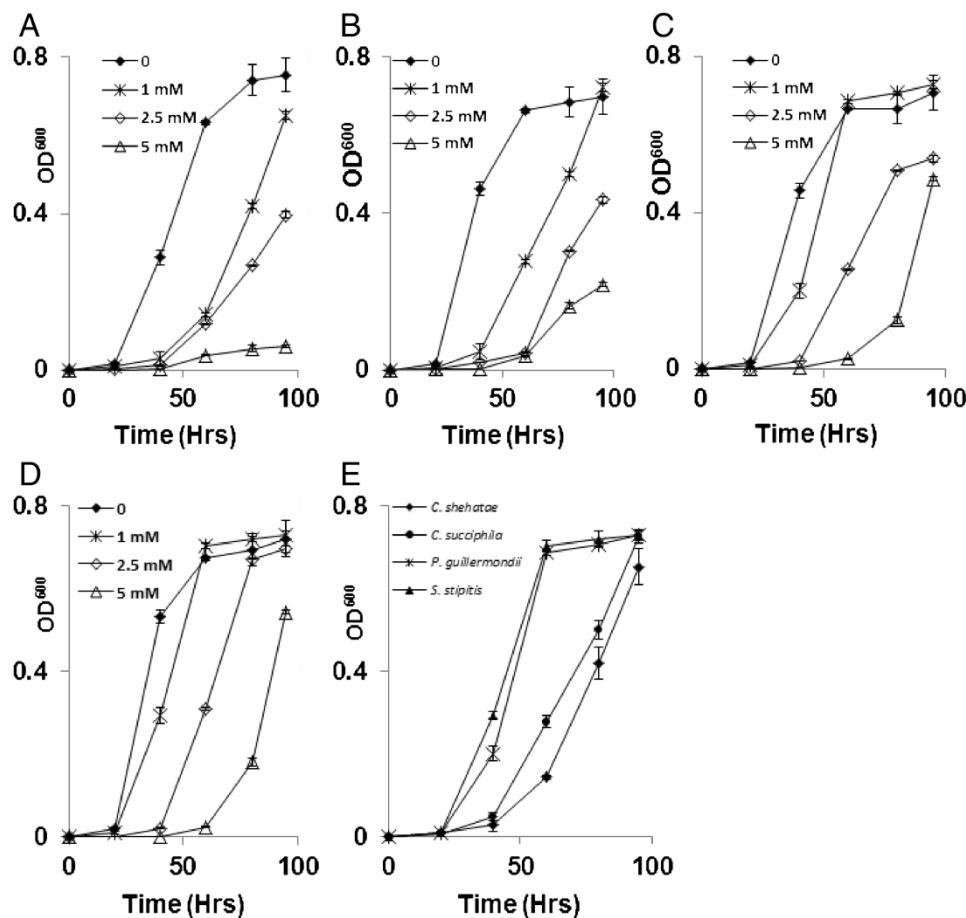 A
0.8
0.4
0
OD600
0
1 mM
2.5 mM
5 mM
0
50
100
Time (Hrs)
B
0.8
0.4
0
OD600
0
1 mM
2.5 mM
5 mM
0
50
100
Time (Hrs)
C
0.8
0.4
0
OD600
0
1 mM
2.5 mM
5 mM
0
50
100
Time (Hrs)
D
0.8
0.4
0
OD600
0
1 mM
2.5 mM
5 mM
0
50
100
Time (Hrs)
E
0.8
0.4
0
OD600
C. shehatae
C. succiphila
P. guillermondii
S. stipitis
0
50
100
Time (Hrs)